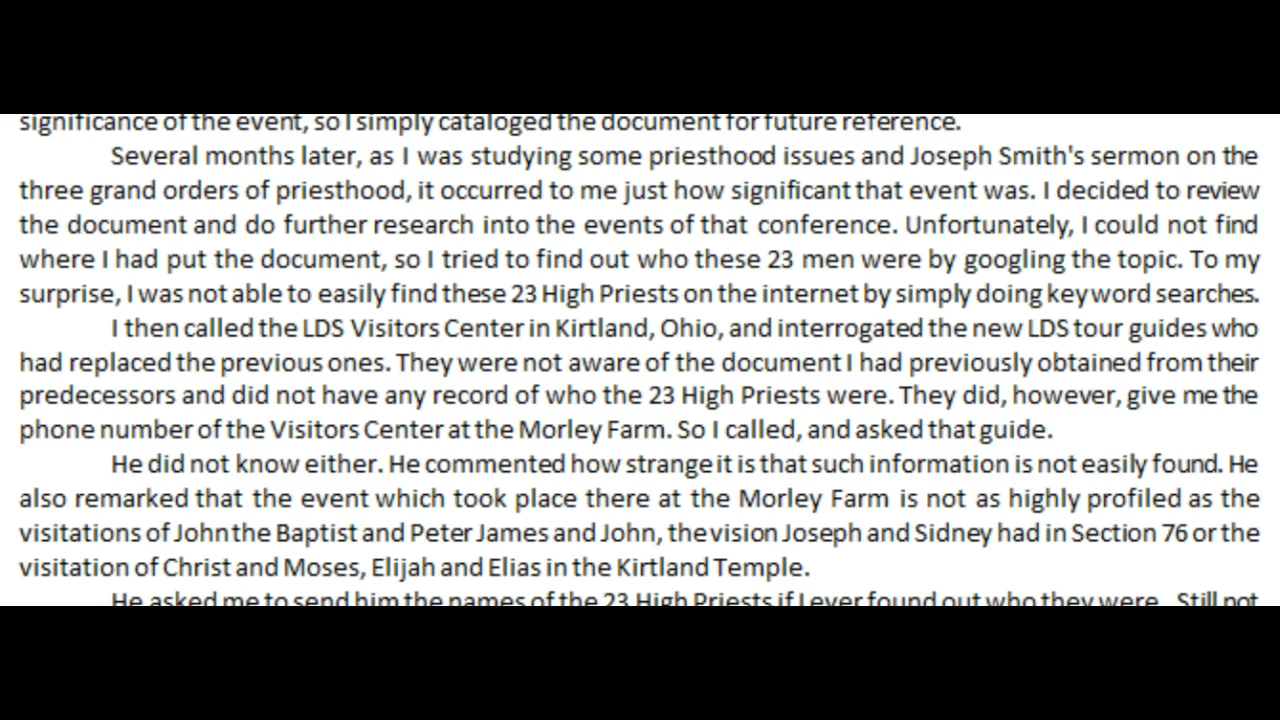 significance of the event, so I simply cataloged the document for future reference.
Several months later, as I was studying some priesthood issues and Joseph Smith's sermon on the
three grand orders of priesthood, it occurred to me just how significant that event was. I decided to review
the document and do further research into the events of that conference. Unfortunately, I could not find
where I had put the document, so I tried to find out who these 23 men were by googling the topic. To my
surprise, I was not able to easily find these 23 High Priests on the internet by simply doing key word searches.
I then called the LDS Visitors Center in Kirtland, Ohio, and interrogated the new LDS tour guides who
had replaced the previous ones. They were not aware of the document I had previously obtained from their
predecessors and did not have any record of who the 23 High Priests were. They did, however, give me the
phone number of the Visitors Center at the Morley Farm. So I called, and asked that guide.
He did not know either. He commented how strange it is that such information is not easily found. He
also remarked that the event which took place there at the Morley Farm is not as highly profiled as the
visitations of John the Baptist and Peter James and John, the vision Joseph and Sidney had in Section 76 or the
visitation of Christ and Moses, Elijah and Elias in the Kirtland Temple.
He asked me to send him the names of the 23 High Priests if I ever found out who they were. Still not